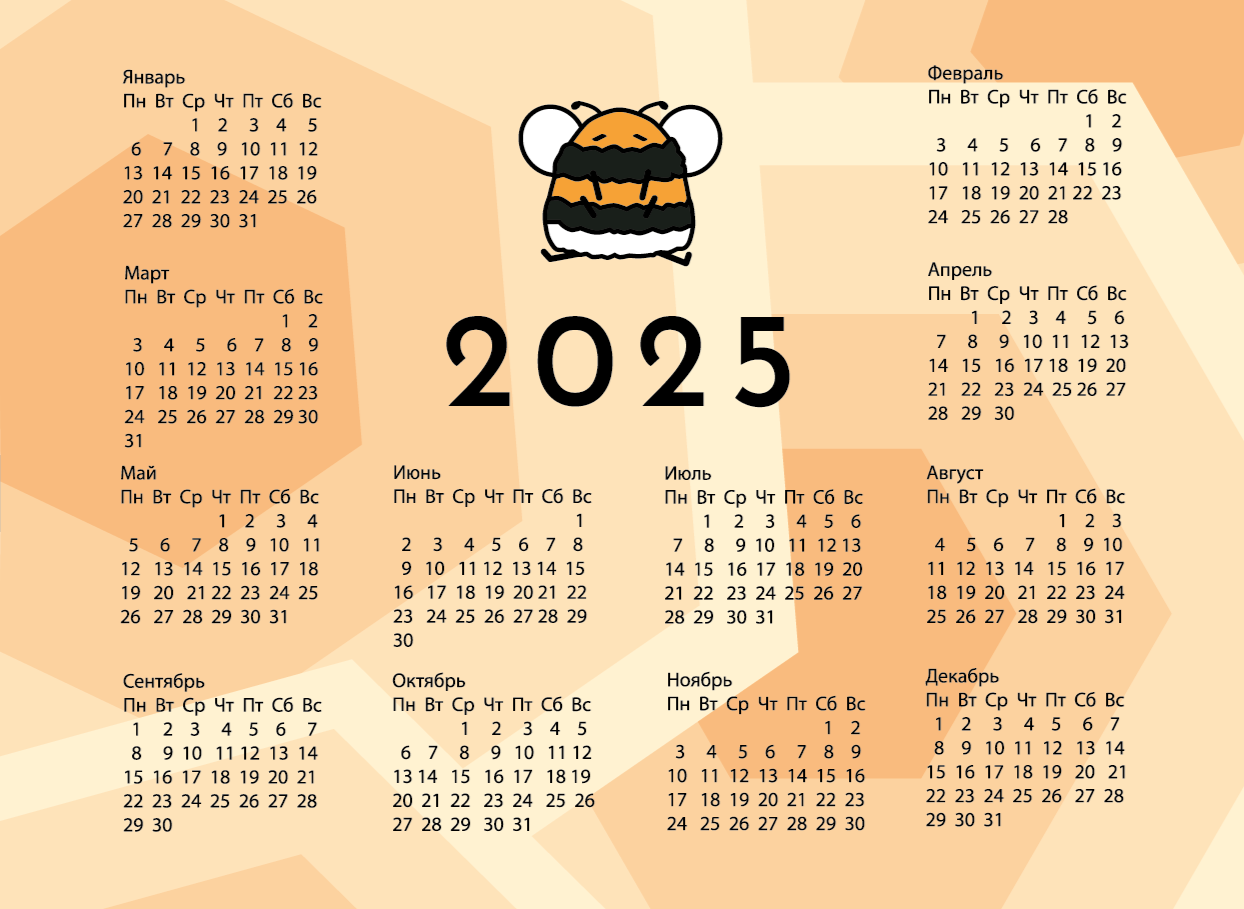 Январь
Пн Вт Ср Чт Пт Сб Вс
1 2 3 4 5
6 7 8 9 10 11 12
13 14 15 16 17 18 19
20 21 22 23 24 25 26
27 28 29 30 31
Февраль
Пн Вт Ср Чт Пт Сб Вс
1 2
3 4 5 6 7 8 9
10 11 12 13 14 15 16
17 18 19 20 21 22 23
24 25 26 27 28
Март
Пн Вт Ср Чт Пт Сб Вс
1 2
3 4 5 6 7 8 9
10 11 12 13 14 15 16
17 18 19 20 21 22 23
24 25 26 27 28 29 30
31
2025
Апрель
Пн Вт Ср Чт Пт Сб Вс
1 2 3 4 5 6
7 8 9 10 11 12 13
14 15 16 17 18 19 20
21 22 23 24 25 26 27
28 29 30
Май
Пн Вт Ср Чт Пт Сб Вс
1 2 3 4
5 6 7 8 9 10 11
12 13 14 15 16 17 18
19 20 21 22 23 24 25
26 27 28 29 30 31
Июнь
Пн Вт Ср Чт Пт Сб Вс
1
2 3 4 5 6 7 8
9 10 11 12 13 14 15
16 17 18 19 20 21 22
23 24 25 26 27 28 29
30
Июль
Пн Вт Ср Чт Пт Сб Вс
1 2 3 4 5 6
7 8 9 10 11 12 13
14 15 16 17 18 19 20
21 22 23 24 25 26 27
28 29 30 31
Август
Пн Вт Ср Чт Пт Сб Вс
1 2 3
4 5 6 7 8 9 10
11 12 13 14 15 16 17
18 19 20 21 22 23 24
25 26 27 28 29 30 31
Сентябрь
Пн Вт Ср Чт Пт Сб Вс
1 2 3 4 5 6 7
8 9 10 11 12 13 14
15 16 17 18 19 20 21
22 23 24 25 26 27 28
29 30
Октябрь
Пн Вт Ср Чт Пт Сб Вс
1 2 3 4 5
6 7 8 9 10 11 12
13 14 15 16 17 18 19
20 21 22 23 24 25 26
27 28 29 30 31
Ноябрь
Пн Вт Ср Чт Пт Сб Вс
1 2
3 4 5 6 7 8 9
10 11 12 13 14 15 16
17 18 19 20 21 22 23
24 25 26 27 28 29 30
Декабрь
Пн Вт Ср Чт Пт Сб Вс
1 2 3 4 5 6 7
8 9 10 11 12 13 14
15 16 17 18 19 20 21
22 23 24 25 26 27 28
29 30 31